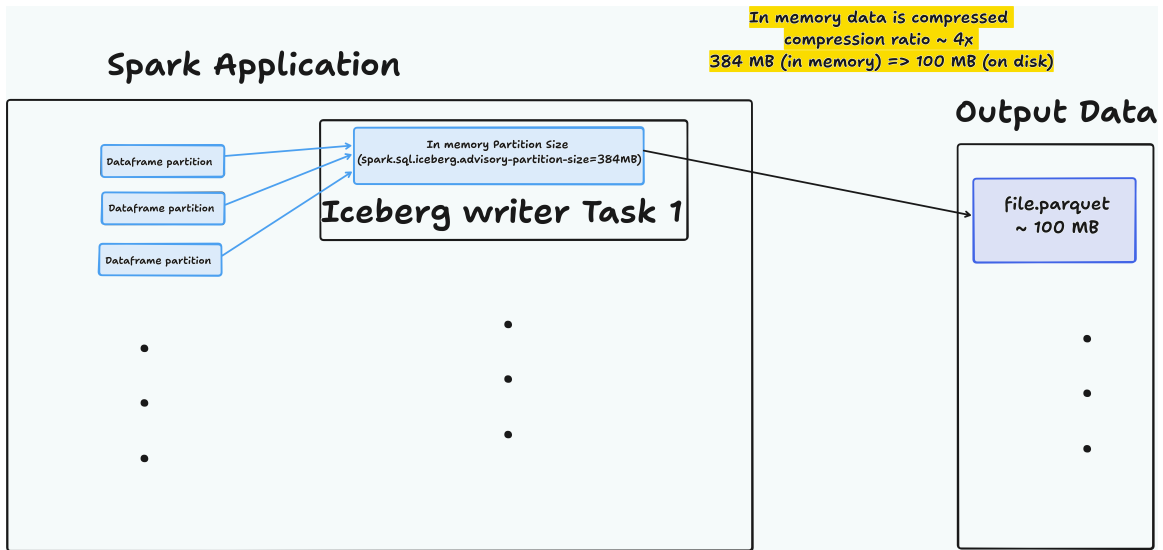 In memory data is compressed
compression ratio ~ 4x
384 MB (in memory) => 100 MB (on disk)
Spark Application
Output Data
Dataframe partition
Dataframe partition
Dataframe partition
In memory Partition Size
(spark.sql.iceberg.advisory-partition-size=384MB)
Iceberg writer Task 1
file.parquet
~ 100 MB